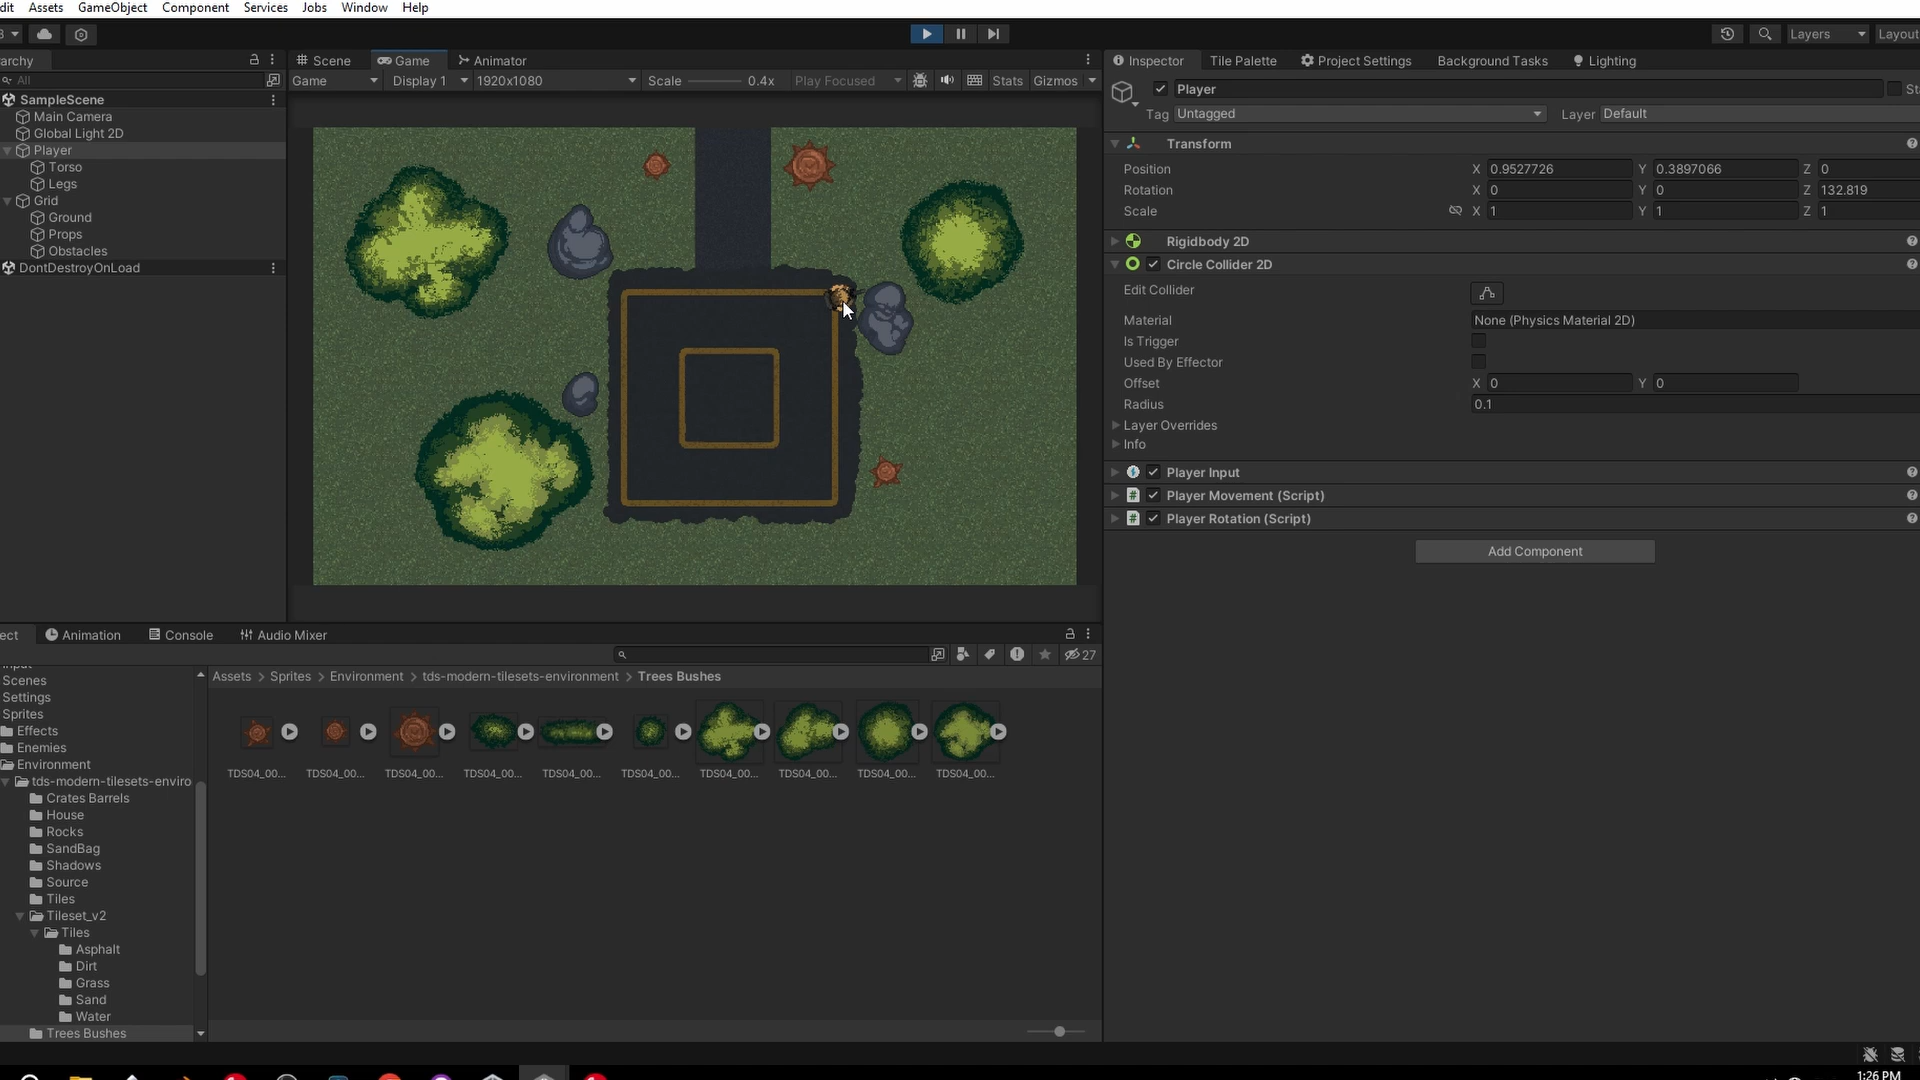 dit Assets GameObject Component Services Jobs Window Help
Layers Layout
rarchy
All
SampleScene
Main Camera
Global Light 2D
Player
Torso
Legs
Grid
Ground
Props
Obstacles
DontDestroyOnLoad
Scene Game Animator
Game Display 1 1920x1080 Scale 0.4x Play Focused Stats Gizmos
Inspector Tile Palette Project Settings Background Tasks Lighting
Player Sta
Tag Untagged Layer Default
Transform
Position X 0.9527726 Y 0.3897066 Z 0
Rotation X 0 Y 0 Z 132.819
Scale X 1 Y 1 Z 1
Rigidbody 2D
Circle Collider 2D
Edit Collider
Material None (Physics Material 2D)
Is Trigger
Used By Effector
Offset X 0 Y 0
Radius 0.1
Layer Overrides
Info
Player Input
Player Movement (Script)
Player Rotation (Script)
Add Component
ect Animation Console Audio Mixer
27
Scenes
Settings
Sprites
Effects
Enemies
Environment
tds-modern-tilesets-enviro
Crates Barrels
House
Rocks
SandBag
Shadows
Source
Tiles
Tileset_v2
Tiles
Asphalt
Dirt
Grass
Sand
Water
Trees Bushes
Assets > Sprites > Environment > tds-modern-tilesets-environment > Trees Bushes
TDS04_00... TDS04_00... TDS04_00... TDS04_00... TDS04_00... TDS04_00... TDS04_00... TDS04_00... TDS04_00... TDS04_00...
1:26 PM